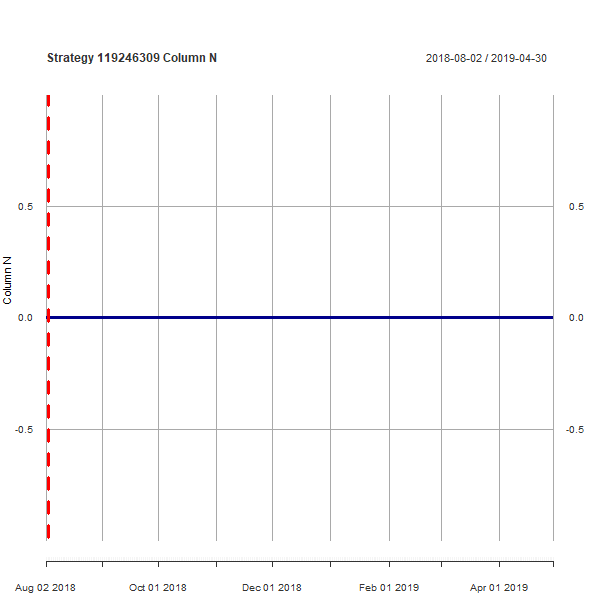 Strategy 119246309 Column N
2018-08-02 / 2019-04-30
0.5
0.5
Column N
0.0
0.0
-0.5
-0.5
Aug 02 2018
Oct 01 2018
Dec 01 2018
Feb 01 2019
Apr 01 2019